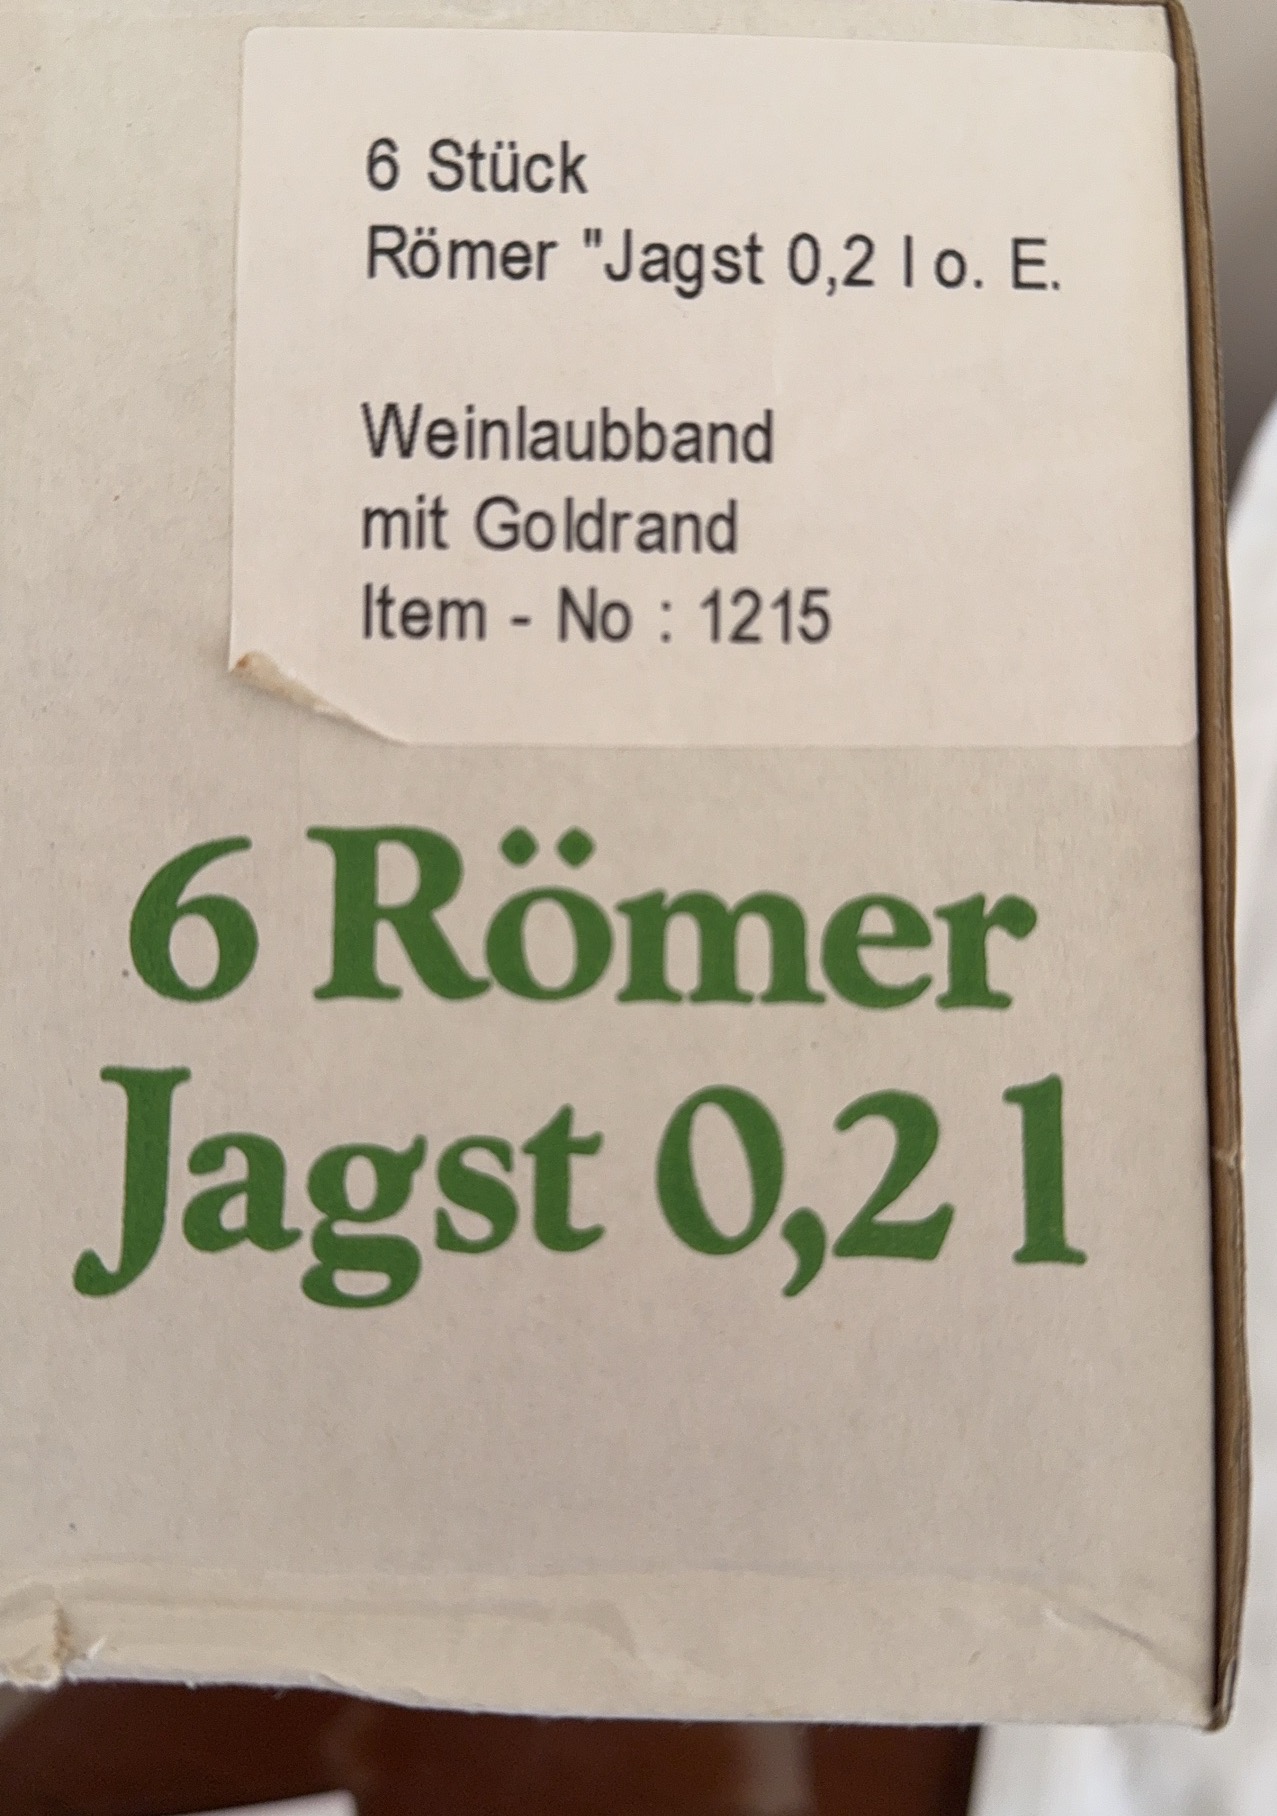 6 Stück
Römer "Jagst 0,2 l o. E.
Weinlaubband
mit Goldrand
Item - No : 1215
6 Römer
Jagst 0,2 l